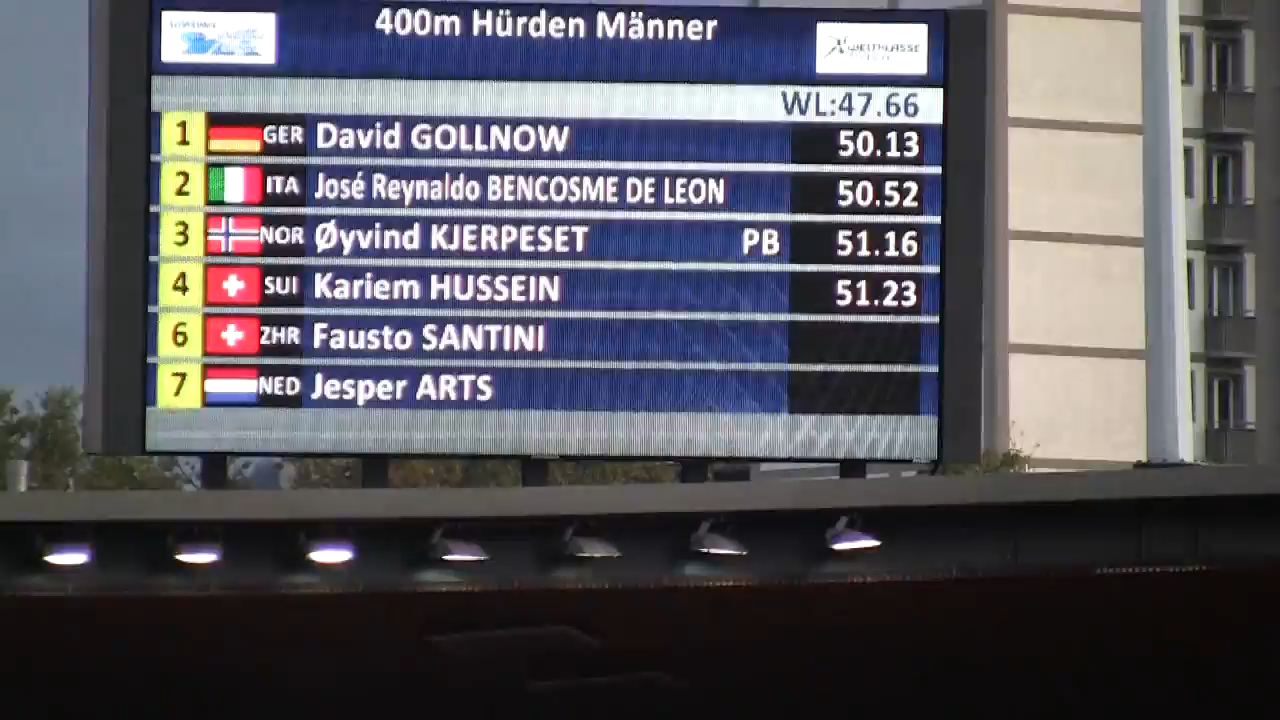 400m Hürden Männer
WELTKLASSE
WL:47.66
1 GER David GOLLNOW 50.13
2 ITA José Reynaldo BENCOSME DE LEON 50.52
3 NOR Øyvind KJERPESET PB 51.16
4 SUI Kariem HUSSEIN 51.23
6 ZHR Fausto SANTINI
7 NED Jesper ARTS